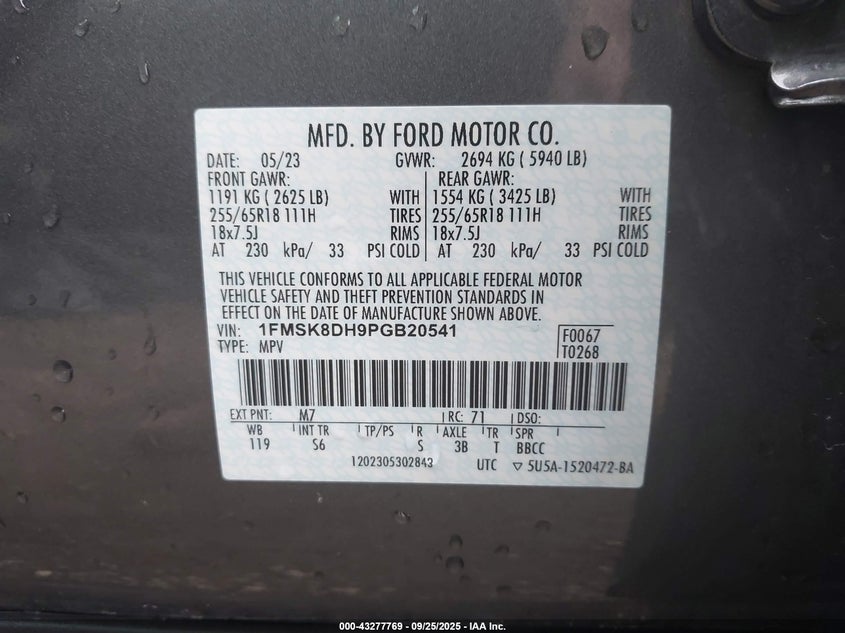 MFD. BY FORD MOTOR CO.
DATE: 05/23 GVWR: 2694 KG ( 5940 LB)
FRONT GAWR: REAR GAWR:
1191 KG ( 2625 LB) WITH 1554 KG ( 3425 LB) WITH
255/65R18 111H TIRES 255/65R18 111H TIRES
18x7.5J RIMS 18x7.5J RIMS
AT 230 kPa/ 33 PSI COLD AT 230 kPa/ 33 PSI COLD
THIS VEHICLE CONFORMS TO ALL APPLICABLE FEDERAL MOTOR
VEHICLE SAFETY AND THEFT PREVENTION STANDARDS IN
EFFECT ON THE DATE OF MANUFACTURE SHOWN ABOVE.
VIN: 1FMSK8DH9PGB20541 F0067
TYPE: MPV T0268
EXT PNT: M7 RC: 71 DSO:
WB INT TR TP/PS R AXLE TR SPR
119 S6 S 3B T BBCC
1202305302843 UTC ▽ 5U5A-1520472-BA
000-43277769 - 09/25/2025 - IAA Inc.